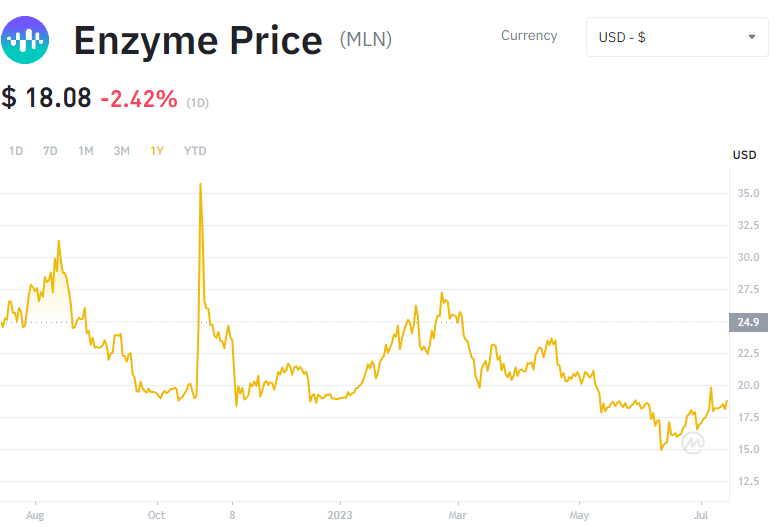 Enzyme Price (MLN)
Currency
USD - $
$ 18.08 -2.42% (1D)
1D 7D 1M 3M 1Y YTD
USD
35.0
32.5
30.0
27.5
24.9
22.5
20.0
17.5
15.0
12.5
Aug Oct 8 2023 Mar May Jul